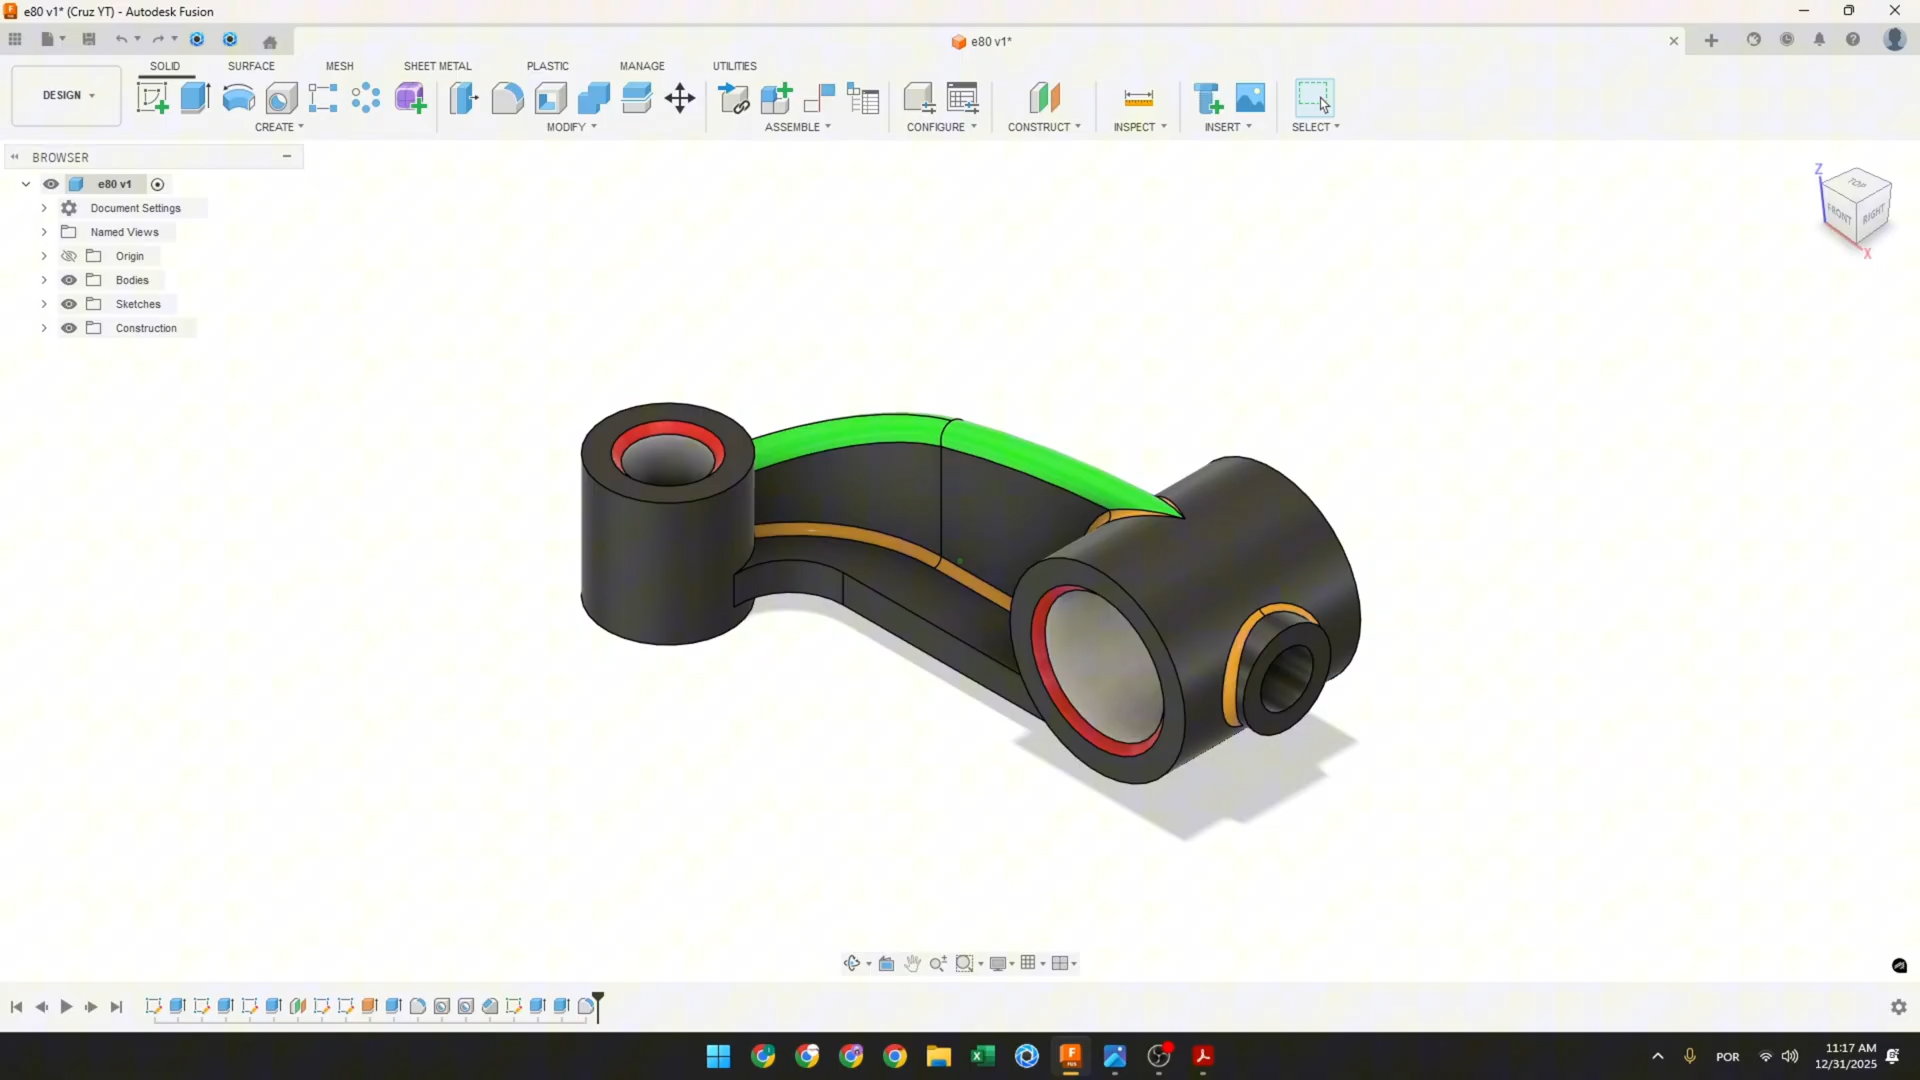 e80 v1* (Cruz YT) - Autodesk Fusion
e80 v1*
SOLID SURFACE MESH SHEET METAL PLASTIC MANAGE UTILITIES
DESIGN
CREATE MODIFY ASSEMBLE CONFIGURE CONSTRUCT INSPECT INSERT SELECT
BROWSER
e80 v1
Document Settings
Named Views
Origin
Bodies
Sketches
Construction
Z
TOP
FRONT RIGHT
X
POR
11:17 AM
12/31/2025